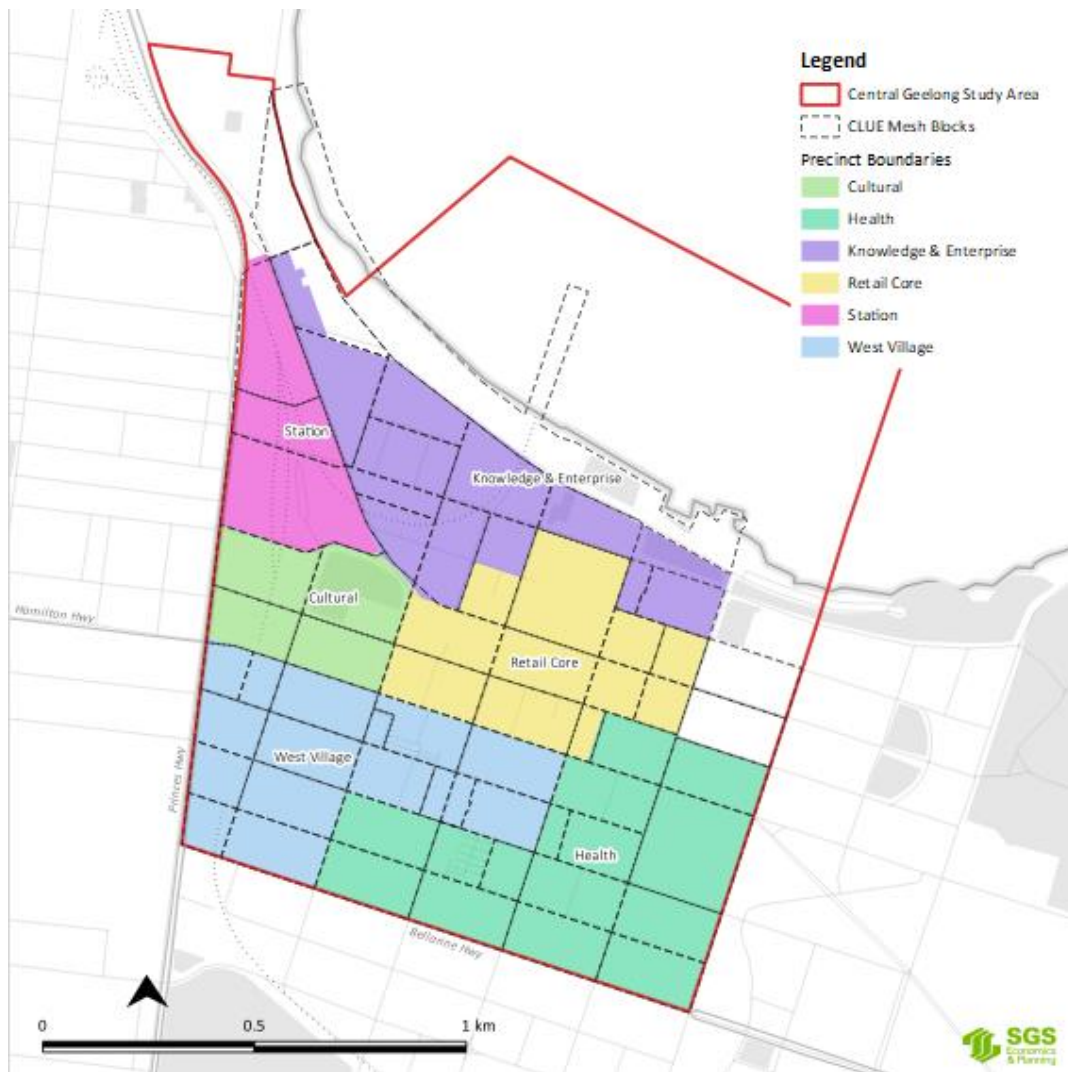 Legend
Central Geelong Study Area
CLUE Mesh Blocks
Precinct Boundaries
Cultural
Health
Knowledge & Enterprise
Retail Core
Station
West Village
Station
Knowledge & Enterprise
Cultural
Hamilton Hwy
Retail Core
West Village
Princes Hwy
Health
Bellarine Hwy
0
0.5
1 km
SGS
Economics
& Planning